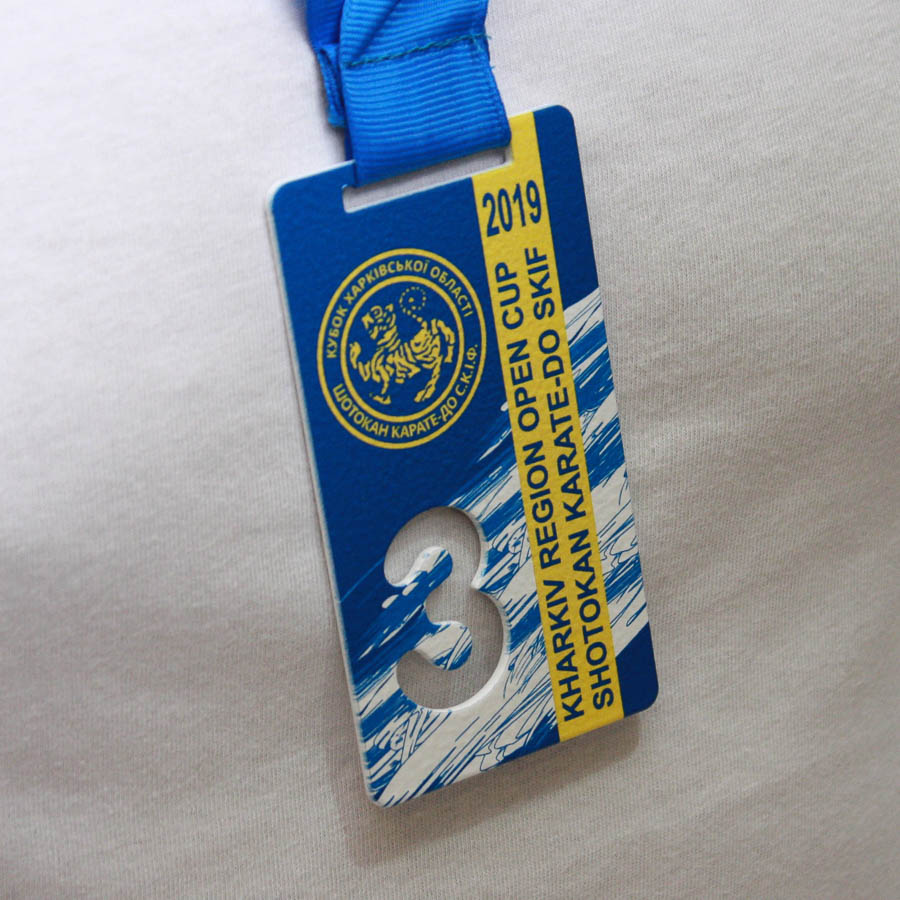 2019
КУБОК ХАРКІВСЬКОЇ ОБЛАСТІ
ШОТОКАН КАРАТЕ-ДО С.К.І.Ф.
KHARKIV REGION OPEN CUP
SHOTOKAN KARATE-DO SKIF
3